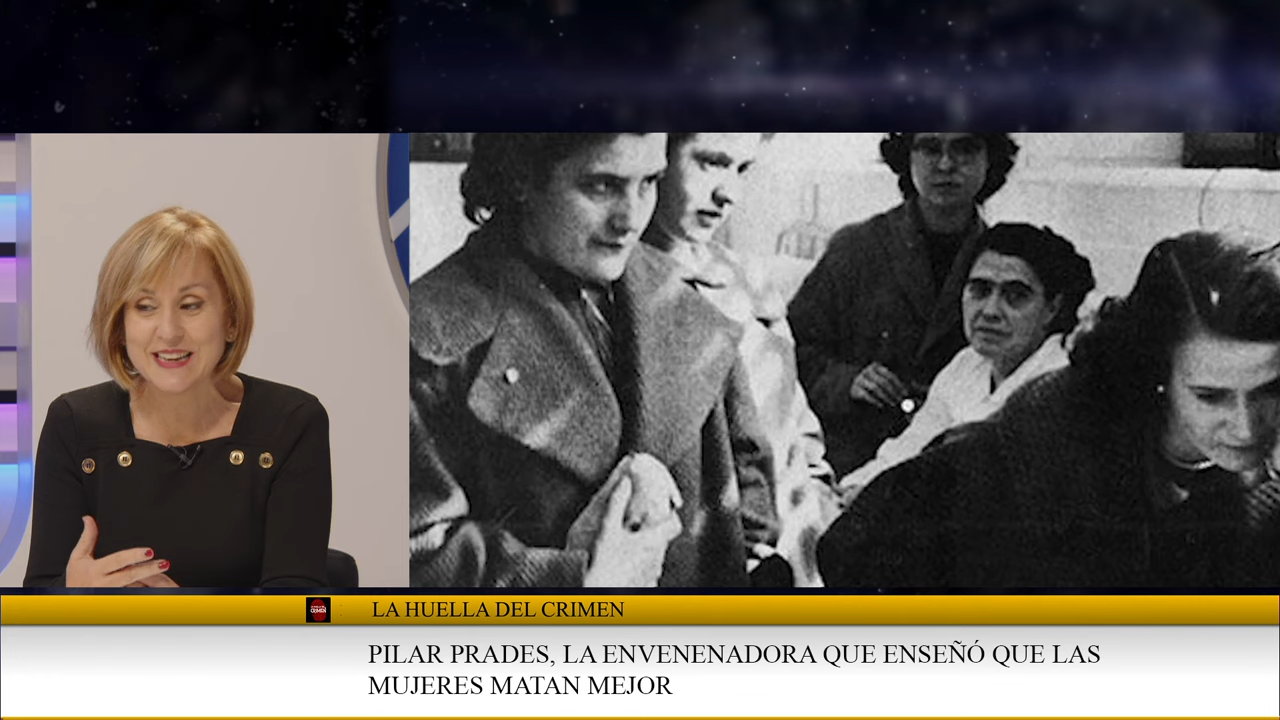 LA HUELLA DEL CRIMEN
PILAR PRADES, LA ENVENENADORA QUE ENSEÑÓ QUE LAS
MUJERES MATAN MEJOR